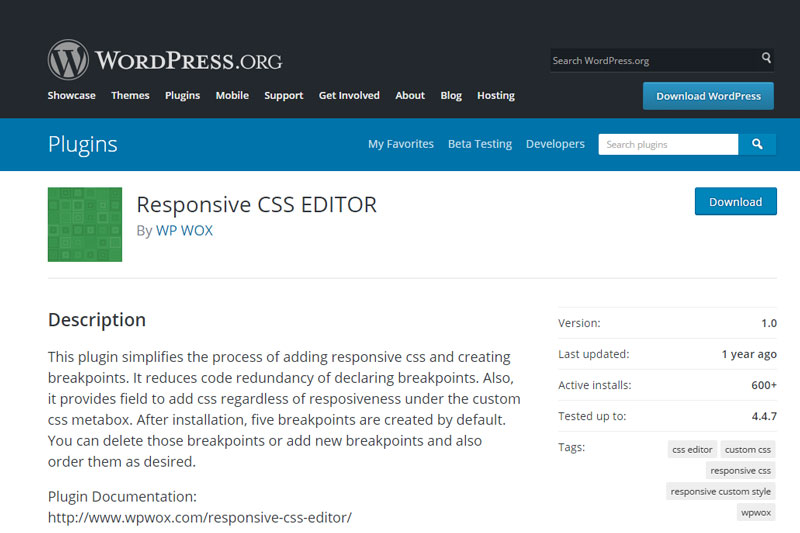 WORDPRESS.ORG
Search WordPress.org
Showcase Themes Plugins Mobile Support Get Involved About Blog Hosting
Download WordPress
Plugins
My Favorites Beta Testing Developers
Search plugins
Responsive CSS EDITOR
By WP WOX
Download
Description
This plugin simplifies the process of adding responsive css and creating
breakpoints. It reduces code redundancy of declaring breakpoints. Also,
it provides field to add css regardless of resposiveness under the custom
css metabox. After installation, five breakpoints are created by default.
You can delete those breakpoints or add new breakpoints and also
order them as desired.
Plugin Documentation:
http://www.wpwox.com/responsive-css-editor/
Version: 1.0
Last updated: 1 year ago
Active installs: 600+
Tested up to: 4.4.7
Tags: css editor custom css
responsive css
responsive custom style
wpwox